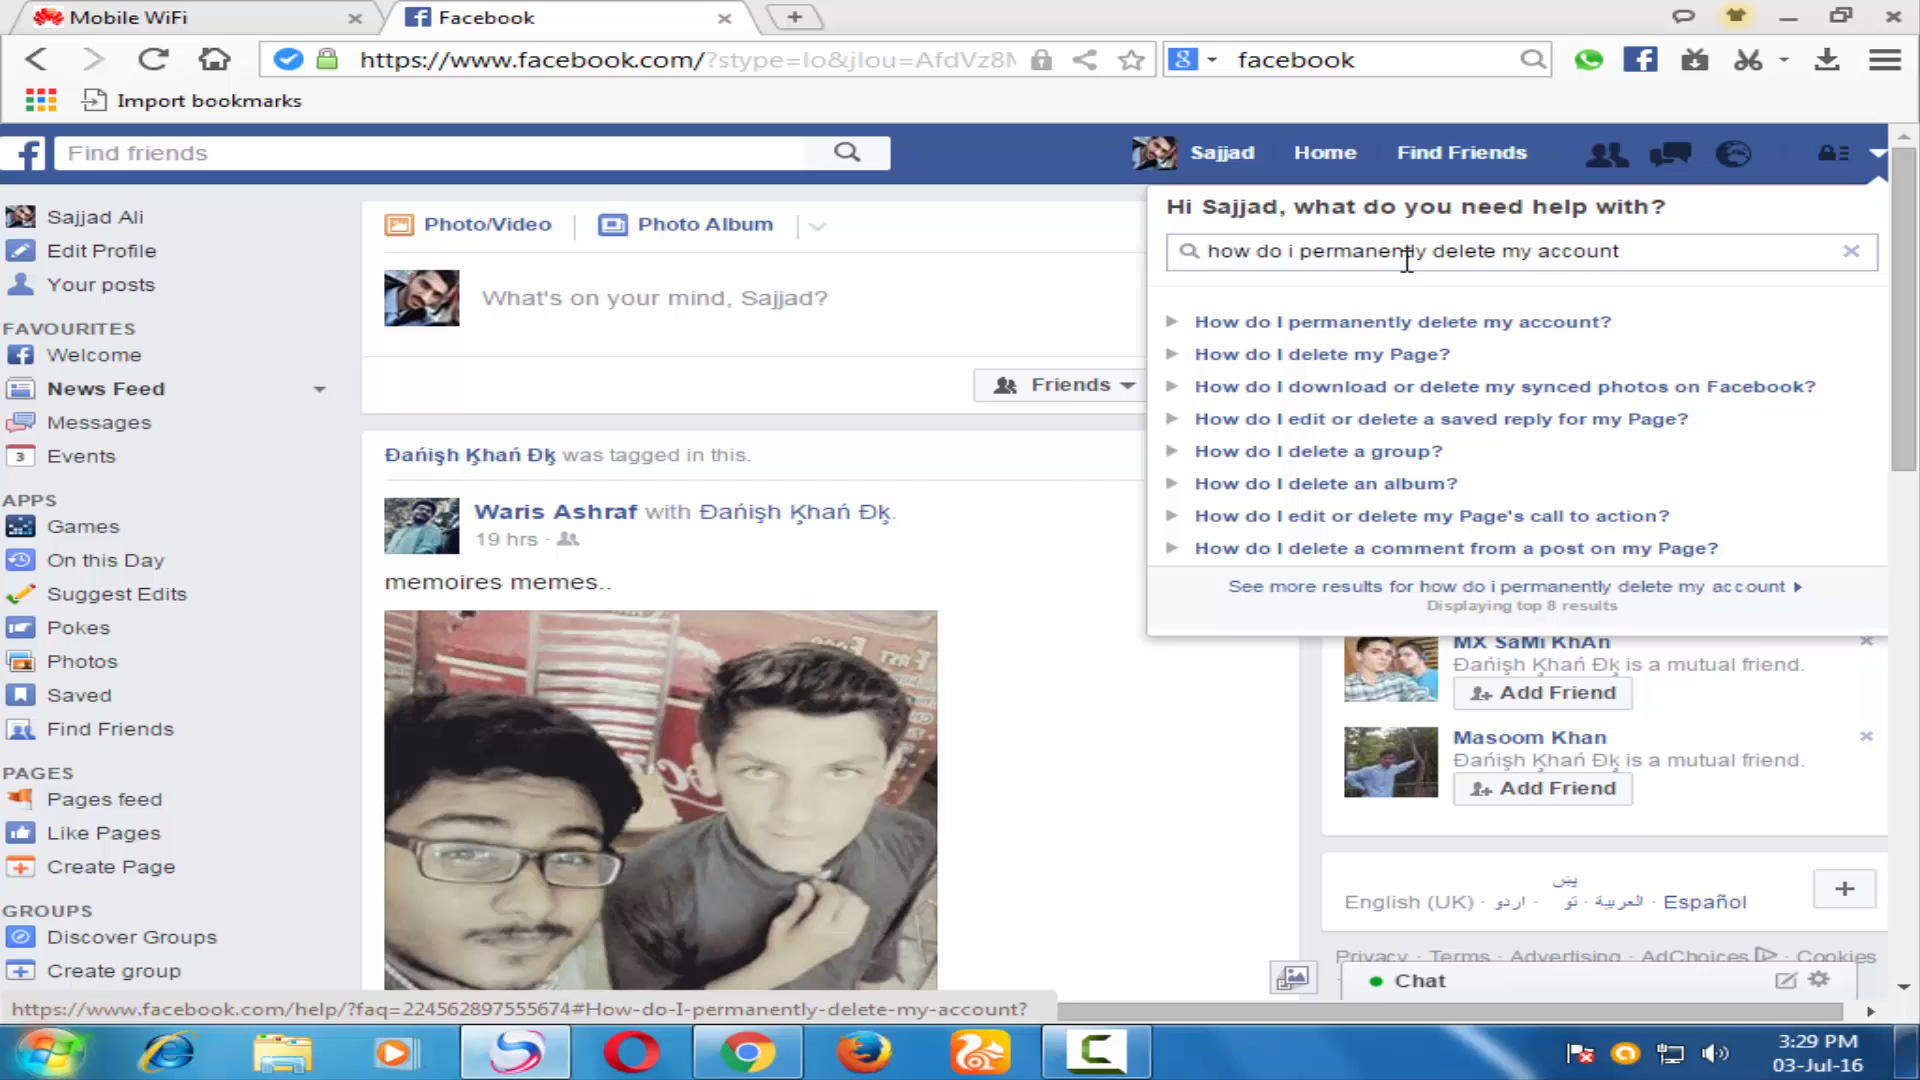 Mobile WiFi
Facebook
https://www.facebook.com/?stype=lo&jlou=AfdVz8M
facebook
Import bookmarks
Find friends
Sajjad
Home
Find Friends
Sajjad Ali
Edit Profile
Your posts
FAVOURITES
Welcome
News Feed
Messages
3
Events
APPS
Games
On this Day
Suggest Edits
Pokes
Photos
Saved
Find Friends
PAGES
Pages feed
Like Pages
Create Page
GROUPS
Discover Groups
Create group
Photo/Video
Photo Album
What's on your mind, Sajjad?
Friends
Đańişh Ķhań Đķ was tagged in this.
Waris Ashraf with Đańişh Ķhań Đķ.
19 hrs ·
memoires memes..
Hi Sajjad, what do you need help with?
how do i permanently delete my account
How do I permanently delete my account?
How do I delete my Page?
How do I download or delete my synced photos on Facebook?
How do I edit or delete a saved reply for my Page?
How do I delete a group?
How do I delete an album?
How do I edit or delete my Page's call to action?
How do I delete a comment from a post on my Page?
See more results for how do i permanently delete my account
Displaying top 8 results
MX SaMi KhAn
Đańişh Ķhań Đķ is a mutual friend.
Add Friend
Masoom Khan
Đańişh Ķhań Đķ is a mutual friend.
Add Friend
English (UK) · اردو · پښتو · العربية · Español
Privacy · Terms · Advertising · AdChoices · Cookies
Chat
https://www.facebook.com/help/?faq=224562897555674#How-do-I-permanently-delete-my-account?
3:29 PM
03-Jul-16